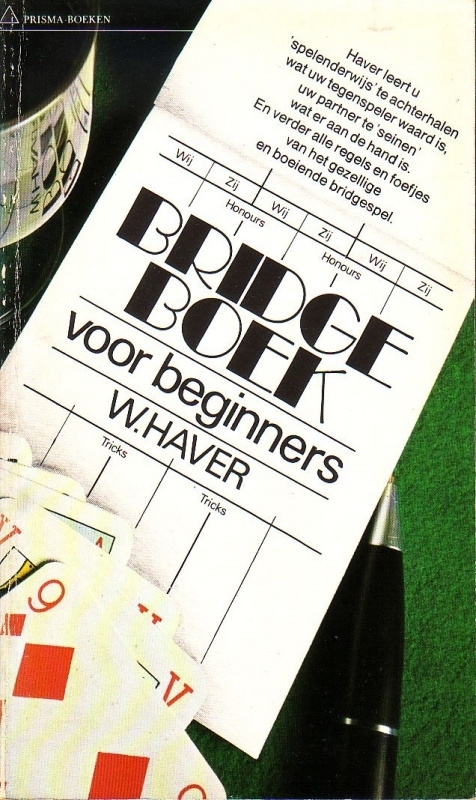 PRISMA-BOEKEN
Haver leert u
'spelenderwijs' te achterhalen
wat uw tegenspeler waard is,
uw partner te 'seinen'
wat er aan de hand is.
En verder alle regels en foefjes
van het gezellige
en boeiende bridgespel.
Wij Zij Wij Zij Wij Zij
Honours Honours
BRIDGE
BOEK
voor beginners
W. HAVER
Tricks
Tricks
A
V
9
V